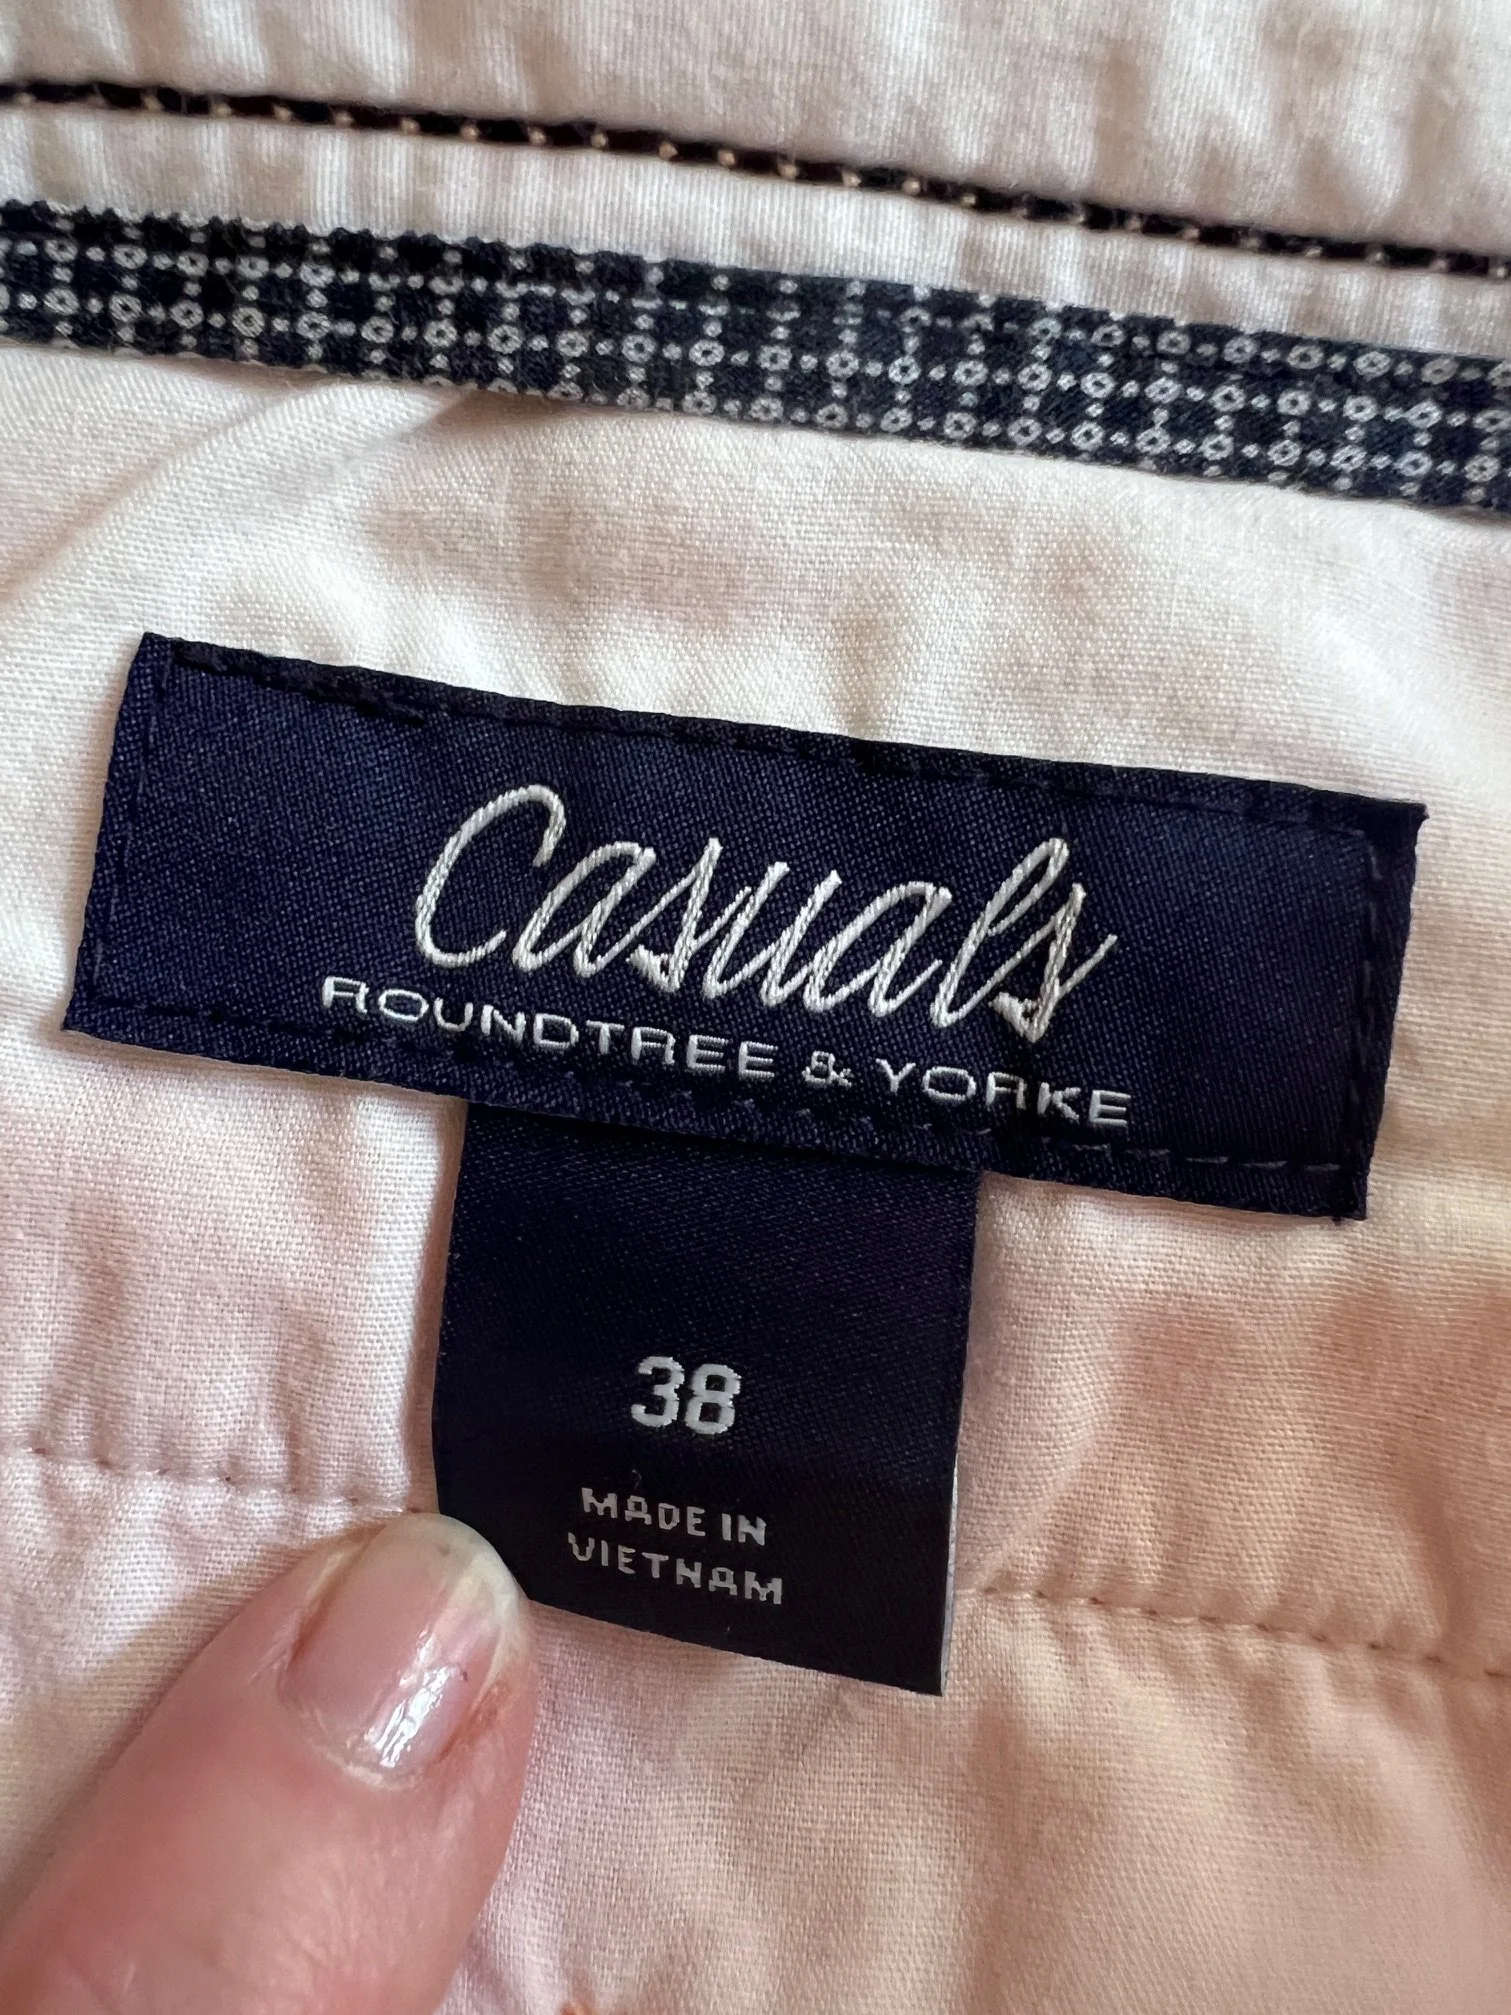 Casuals
ROUNDTREE & YORKE
38
MADE IN
VIETNAM